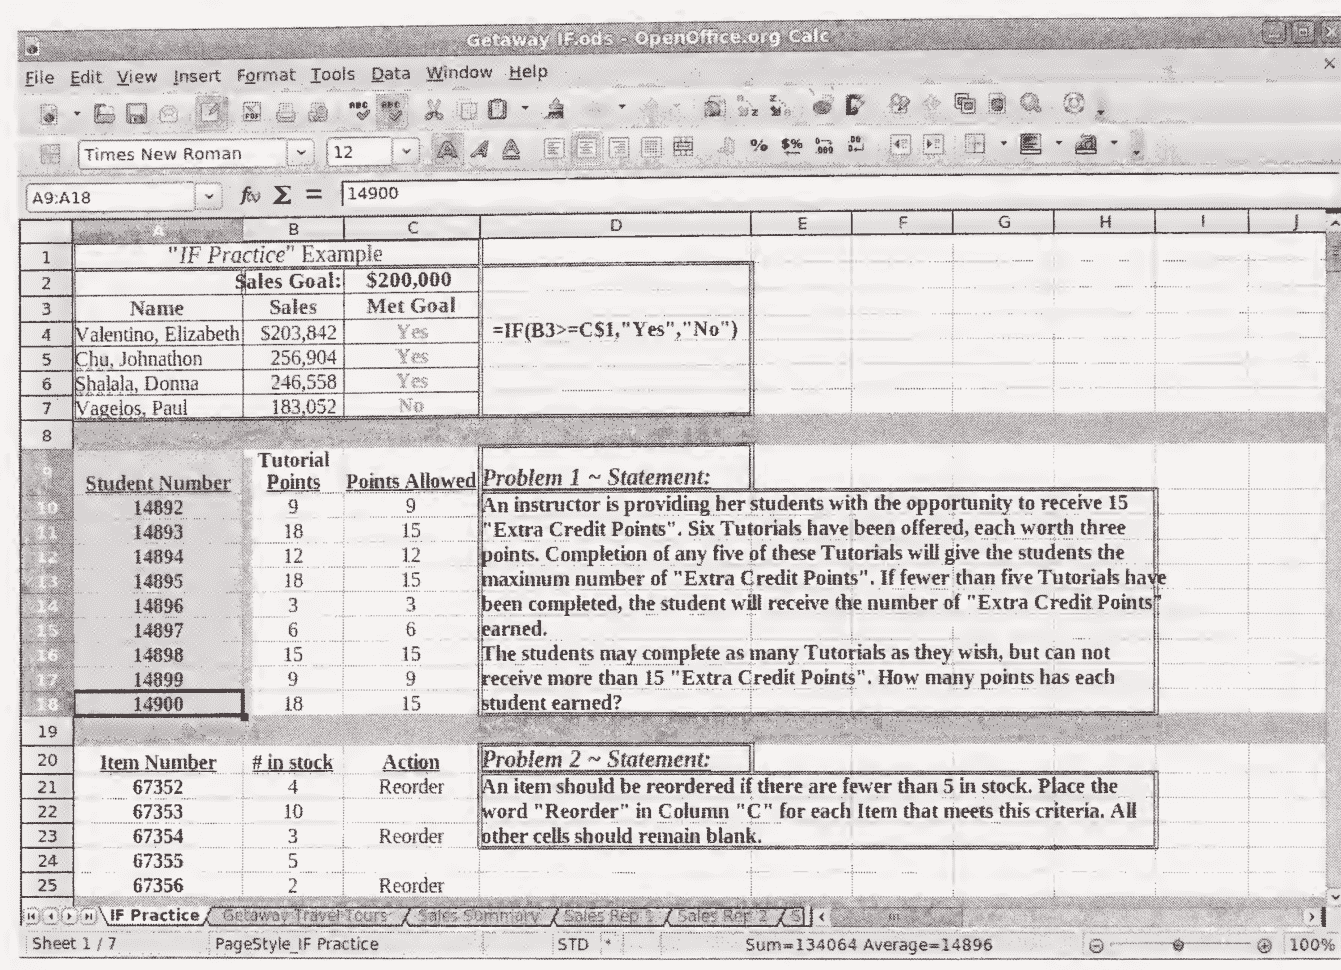 Getaway IF.ods - OpenOffice.org Calc
File Edit View Insert Format Tools Data Window Help
Times New Roman 12
A9:A18 14900
A B C D E F G H I J
1 "IF Practice" Example
2 Sales Goal: $200,000
3 Name Sales Met Goal
4 Valentino, Elizabeth $203,842 Yes =IF(B3>=C$1,"Yes","No")
5 Chu, Johnathon 256,904 Yes
6 Shalala, Donna 246,558 Yes
7 Vagelos, Paul 183,052 No
8
Tutorial
9 Student Number Points Points Allowed Problem 1 ~ Statement:
10 14892 9 9 An instructor is providing her students with the opportunity to receive 15
11 14893 18 15 "Extra Credit Points". Six Tutorials have been offered, each worth three
12 14894 12 12 points. Completion of any five of these Tutorials will give the students the
13 14895 18 15 maximum number of "Extra Credit Points". If fewer than five Tutorials have
14 14896 3 3 been completed, the student will receive the number of "Extra Credit Points"
15 14897 6 6 earned.
16 14898 15 15 The students may complete as many Tutorials as they wish, but can not
17 14899 9 9 receive more than 15 "Extra Credit Points". How many points has each
18 14900 18 15 student earned?
19
20 Item Number # in stock Action Problem 2 ~ Statement:
21 67352 4 Reorder An item should be reordered if there are fewer than 5 in stock. Place the
22 67353 10 word "Reorder" in Column "C" for each Item that meets this criteria. All
23 67354 3 Reorder other cells should remain blank.
24 67355 5
25 67356 2 Reorder
IF Practice Getaway Travel Tours Sales Summary Sales Rep 1 Sales Rep 2 S
Sheet 1 / 7 PageStyle_IF Practice STD * Sum=134064 Average=14896 100%